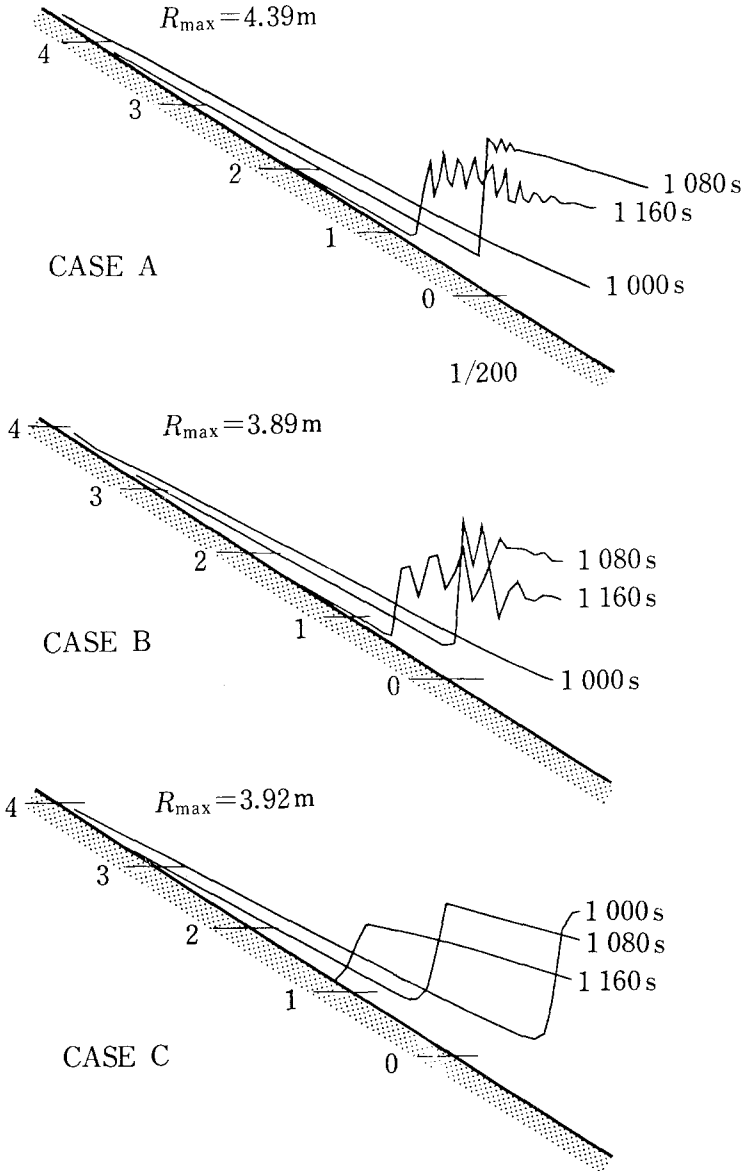 R_max=4.39m
4
3
2
1
0
1 080 s
1 160 s
1 000 s
CASE A
1/200
R_max=3.89m
4
3
2
1
0
1 080 s
1 160 s
1 000 s
CASE B
R_max=3.92m
4
3
2
1
0
1 000 s
1 080 s
1 160 s
CASE C